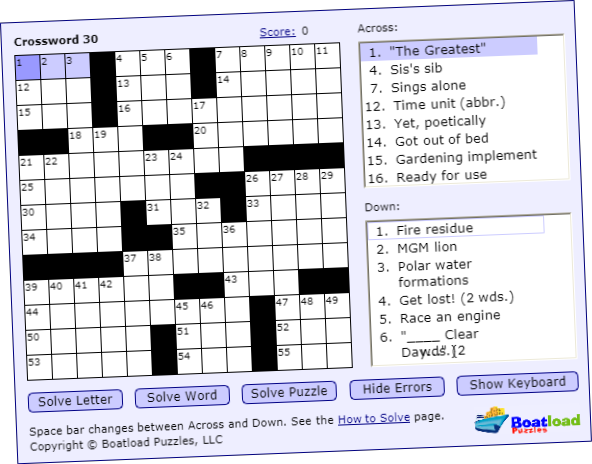 Crossword 30
Score: 0
1 2 3 4 5 6 7 8 9 10 11
12 13 14
15 16 17
18 19 20
21 22 23 24
25 26 27 28 29
30 31 32 33
34 35 36
37 38
39 40 41 42 43
44 45 46 47 48 49
50 51 52
53 54 55
Across:
1. "The Greatest"
4. Sis's sib
7. Sings alone
12. Time unit (abbr.)
13. Yet, poetically
14. Got out of bed
15. Gardening implement
16. Ready for use
Down:
1. Fire residue
2. MGM lion
3. Polar water
formations
4. Get lost! (2 wds.)
5. Race an engine
6. "____ Clear
Solve Letter
Solve Word
Solve Puzzle
Hide Errors
Show Keyboard
Space bar changes between Across and Down. See the How to Solve page.
Copyright © Boatload Puzzles, LLC
Boatload
Puzzles